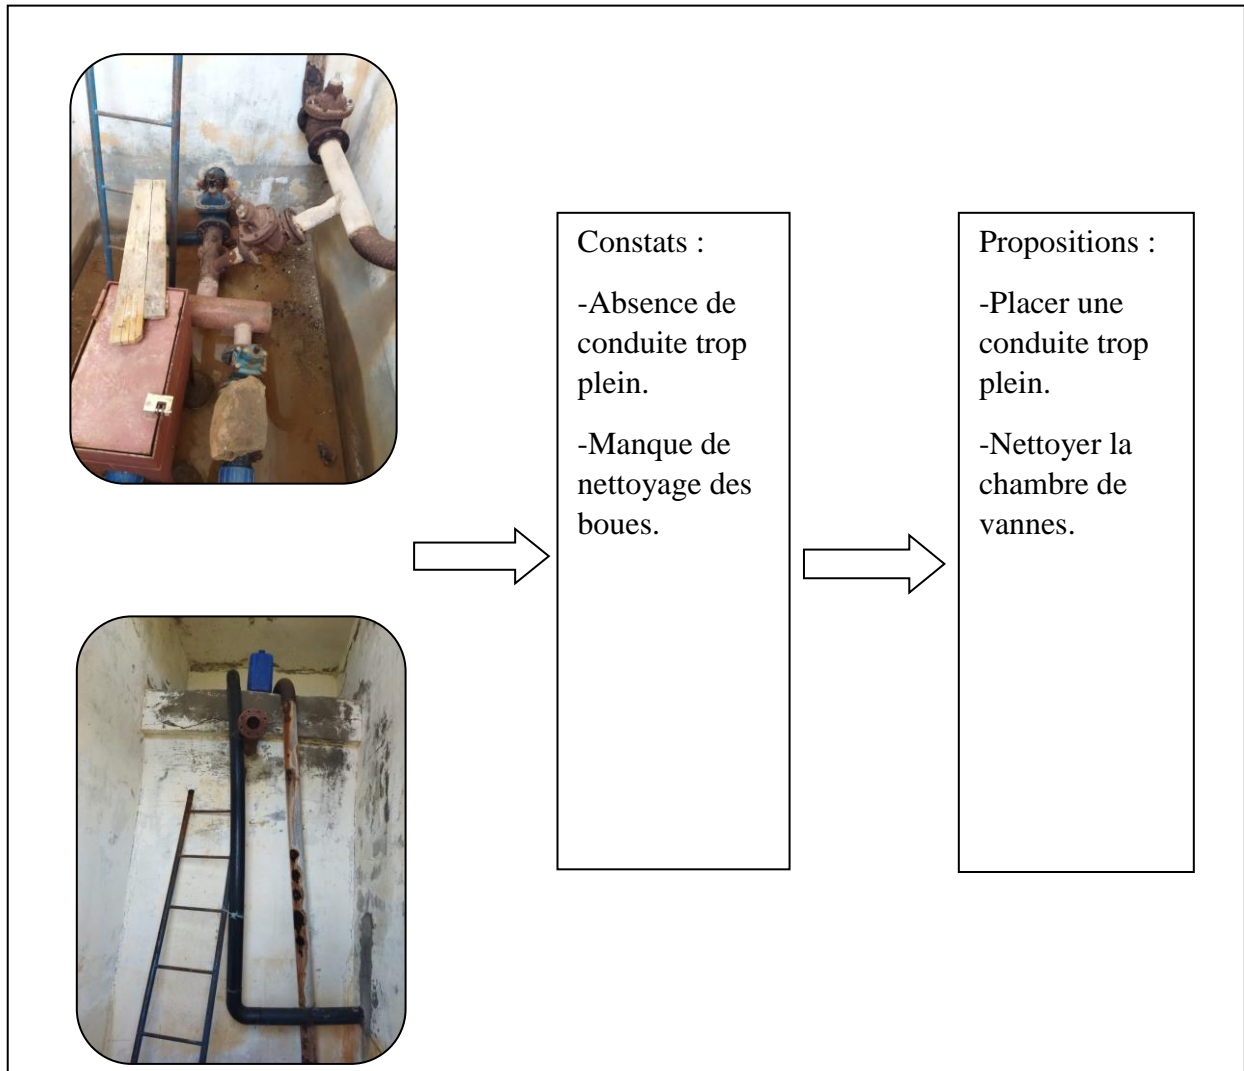 Constats :
-Absence de
conduite trop
plein.
-Manque de
nettoyage des
boues.
Propositions :
-Placer une
conduite trop
plein.
-Nettoyer la
chambre de
vannes.